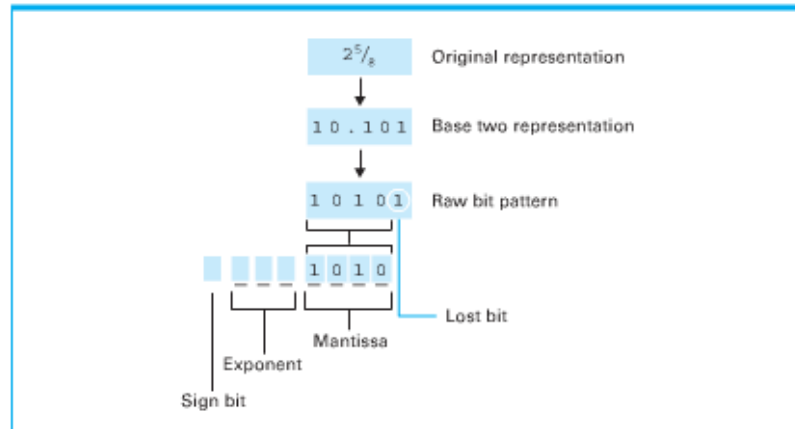 2⁵/₈ Original representation
10.101 Base two representation
10101 Raw bit pattern
1010
Lost bit
Mantissa
Exponent
Sign bit